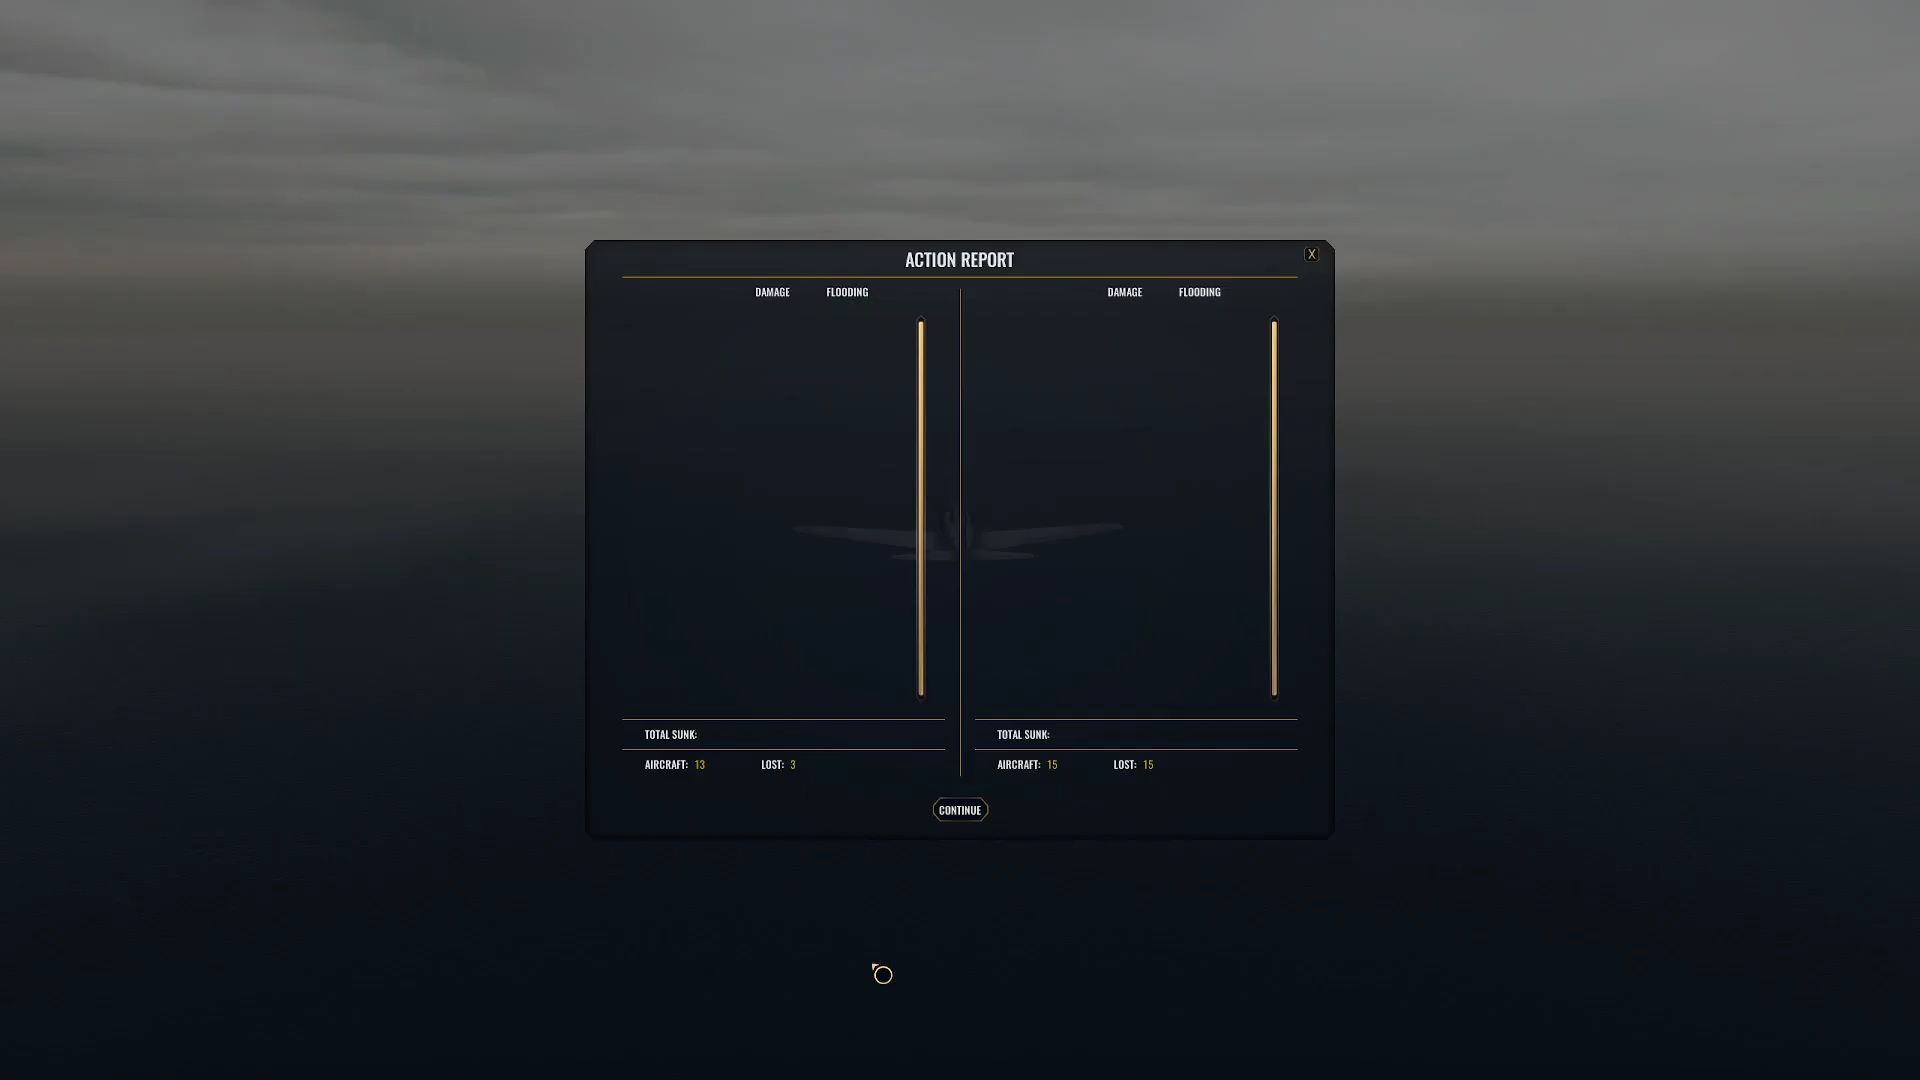 ACTION REPORT
X
DAMAGE FLOODING
DAMAGE FLOODING
TOTAL SUNK:
AIRCRAFT: 13 LOST: 3
TOTAL SUNK:
AIRCRAFT: 15 LOST: 15
CONTINUE